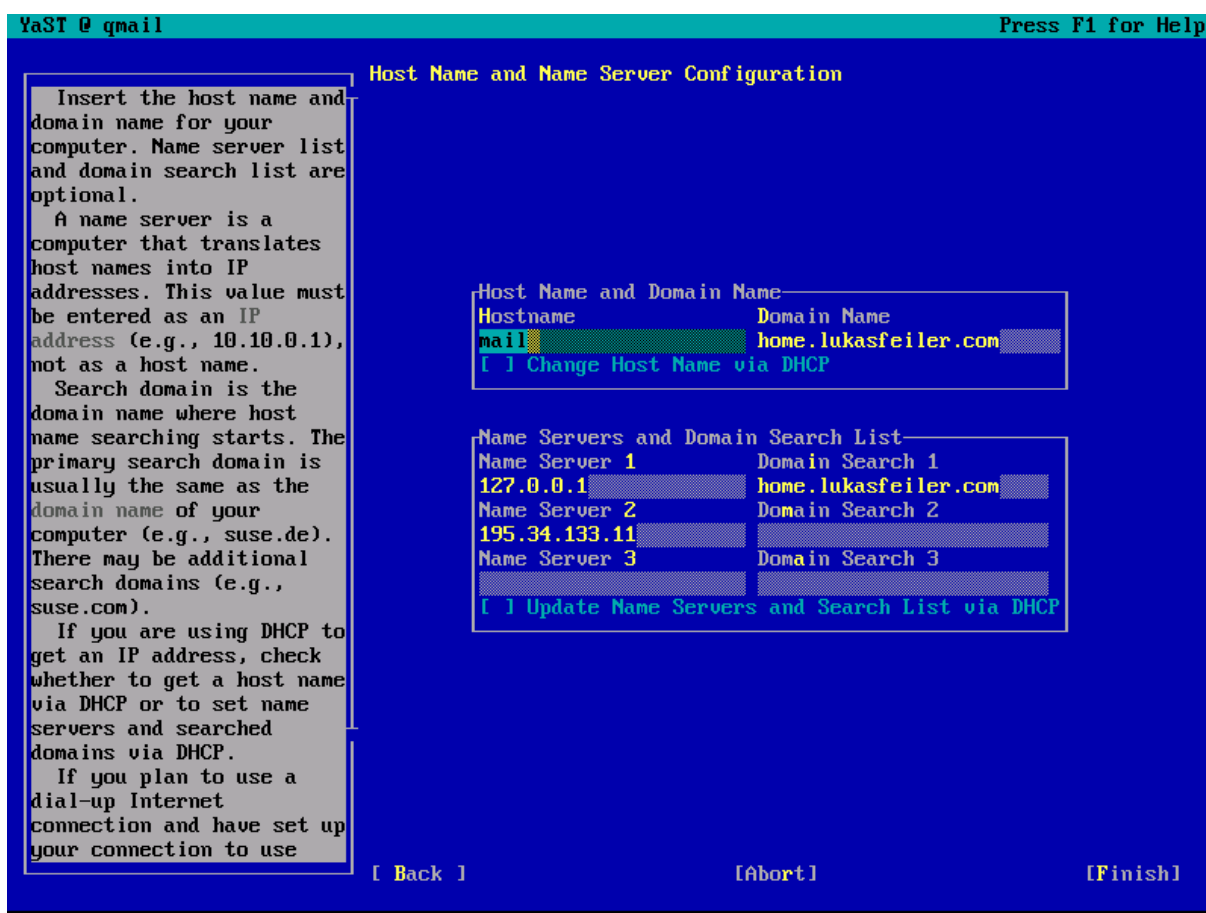 YaST @ qmail Press F1 for Help
Insert the host name and
domain name for your
computer. Name server list
and domain search list are
optional.
A name server is a
computer that translates
host names into IP
addresses. This value must
be entered as an IP
address (e.g., 10.10.0.1),
not as a host name.
Search domain is the
domain name where host
name searching starts. The
primary search domain is
usually the same as the
domain name of your
computer (e.g., suse.de).
There may be additional
search domains (e.g.,
suse.com).
If you are using DHCP to
get an IP address, check
whether to get a host name
via DHCP or to set name
servers and searched
domains via DHCP.
If you plan to use a
dial-up Internet
connection and have set up
your connection to use
Host Name and Name Server Configuration
Host Name and Domain Name
Hostname Domain Name
mail home.lukasfeiler.com
[ ] Change Host Name via DHCP
Name Servers and Domain Search List
Name Server 1 Domain Search 1
127.0.0.1 home.lukasfeiler.com
Name Server 2 Domain Search 2
195.34.133.11
Name Server 3 Domain Search 3
[ ] Update Name Servers and Search List via DHCP
[ Back ] [Abort] [Finish]